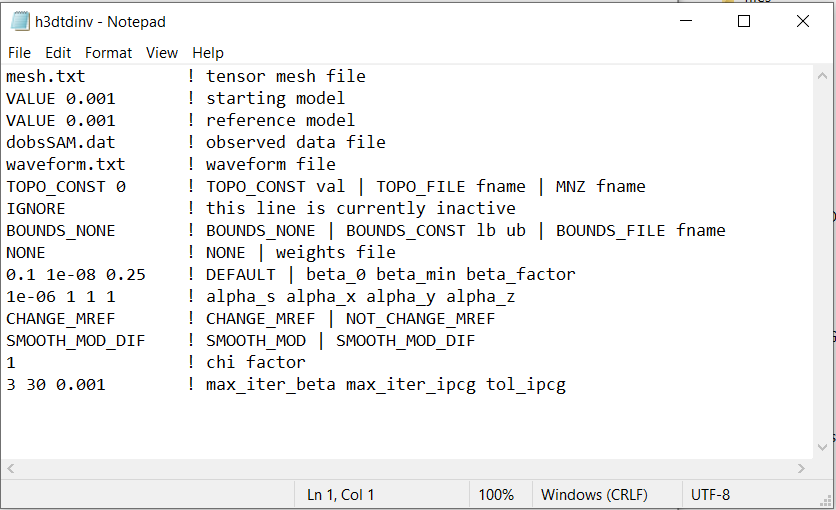 h3dtdinv - Notepad
File Edit Format View Help
mesh.txt ! tensor mesh file
VALUE 0.001 ! starting model
VALUE 0.001 ! reference model
dobsSAM.dat ! observed data file
waveform.txt ! waveform file
TOPO_CONST 0 ! TOPO_CONST val | TOPO_FILE fname | MNZ fname
IGNORE ! this line is currently inactive
BOUNDS_NONE ! BOUNDS_NONE | BOUNDS_CONST lb ub | BOUNDS_FILE fname
NONE ! NONE | weights file
0.1 1e-08 0.25 ! DEFAULT | beta_0 beta_min beta_factor
1e-06 1 1 1 ! alpha_s alpha_x alpha_y alpha_z
CHANGE_MREF ! CHANGE_MREF | NOT_CHANGE_MREF
SMOOTH_MOD_DIF ! SMOOTH_MOD | SMOOTH_MOD_DIF
1 ! chi factor
3 30 0.001 ! max_iter_beta max_iter_ipcg tol_ipcg
Ln 1, Col 1 100% Windows (CRLF) UTF-8